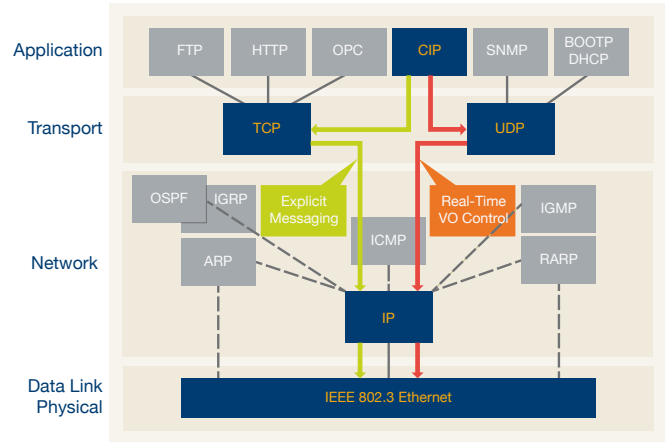 Application
FTP
HTTP
OPC
CIP
SNMP
BOOTP
DHCP
Transport
TCP
UDP
OSPF
IGRP
Explicit
Messaging
Real-Time
VO Control
IGMP
ICMP
Network
ARP
RARP
IP
Data Link
Physical
IEEE 802.3 Ethernet